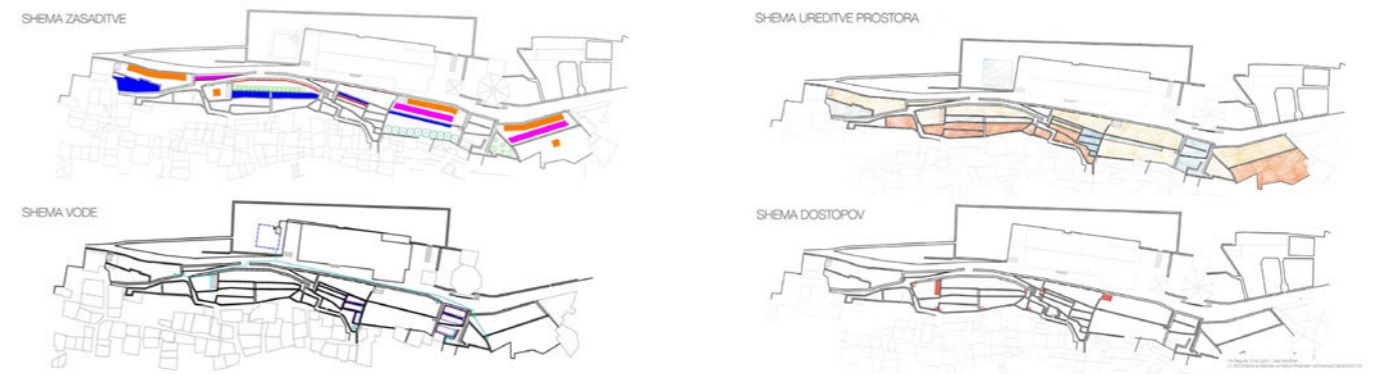 SHEMA ZASADITVE
SHEMA UREDITVE PROSTORA
SHEMA VODE
SHEMA DOSTOPOV